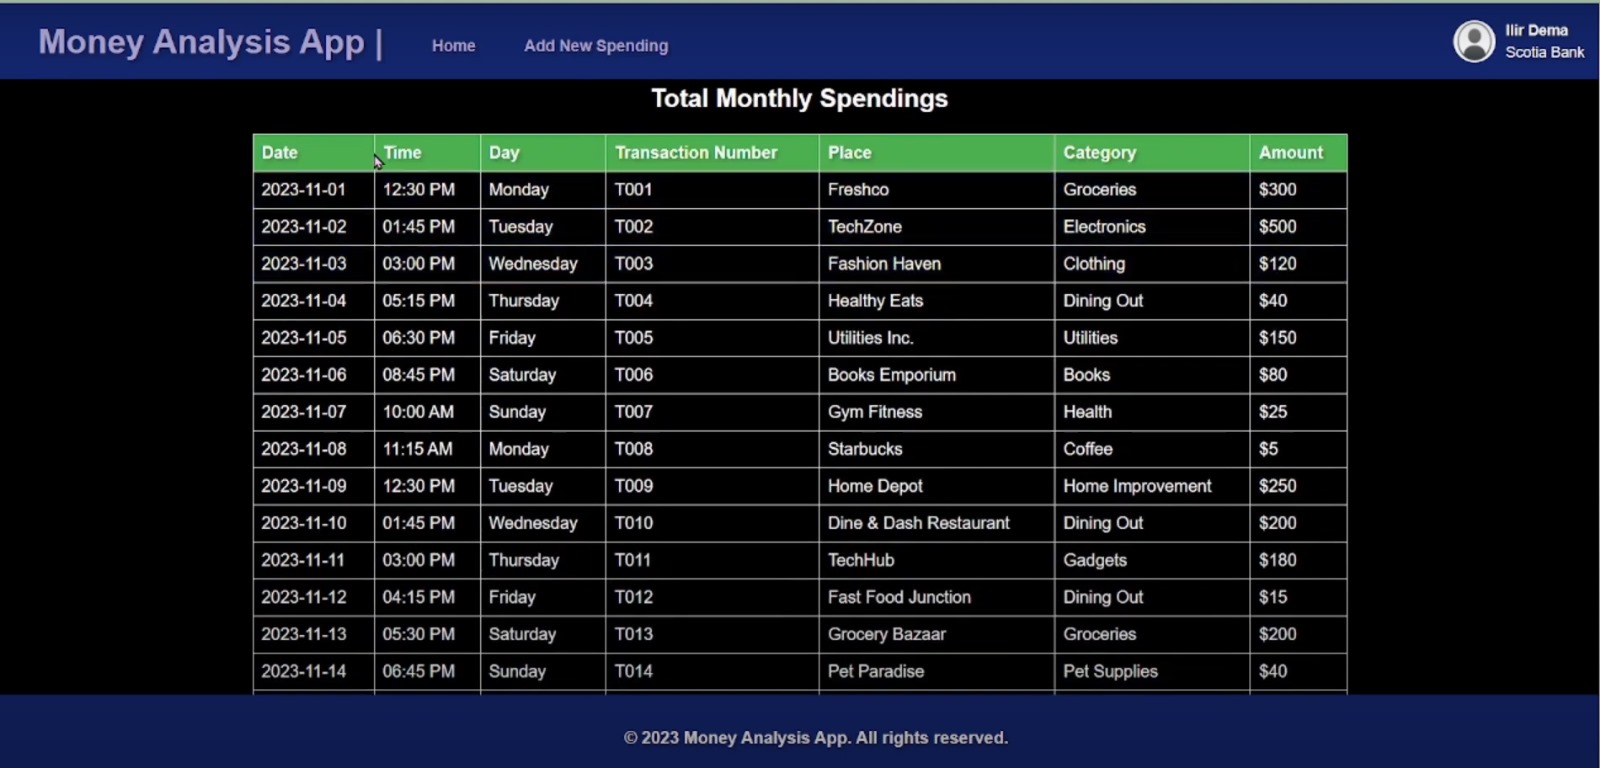 Money Analysis App | Home Add New Spending
Ilir Dema
Scotia Bank
Total Monthly Spendings
Date Time Day Transaction Number Place Category Amount
2023-11-01 12:30 PM Monday T001 Freshco Groceries $300
2023-11-02 01:45 PM Tuesday T002 TechZone Electronics $500
2023-11-03 03:00 PM Wednesday T003 Fashion Haven Clothing $120
2023-11-04 05:15 PM Thursday T004 Healthy Eats Dining Out $40
2023-11-05 06:30 PM Friday T005 Utilities Inc. Utilities $150
2023-11-06 08:45 PM Saturday T006 Books Emporium Books $80
2023-11-07 10:00 AM Sunday T007 Gym Fitness Health $25
2023-11-08 11:15 AM Monday T008 Starbucks Coffee $5
2023-11-09 12:30 PM Tuesday T009 Home Depot Home Improvement $250
2023-11-10 01:45 PM Wednesday T010 Dine & Dash Restaurant Dining Out $200
2023-11-11 03:00 PM Thursday T011 TechHub Gadgets $180
2023-11-12 04:15 PM Friday T012 Fast Food Junction Dining Out $15
2023-11-13 05:30 PM Saturday T013 Grocery Bazaar Groceries $200
2023-11-14 06:45 PM Sunday T014 Pet Paradise Pet Supplies $40
© 2023 Money Analysis App. All rights reserved.